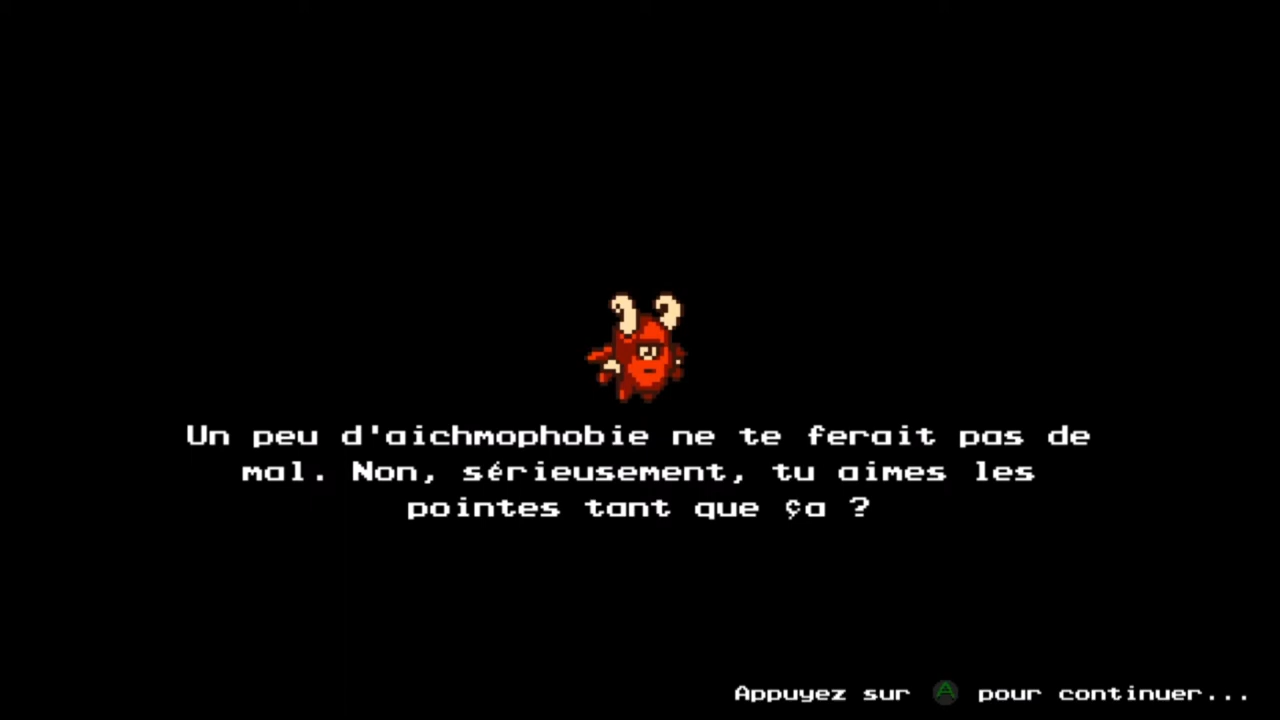 Un peu d'aichmophobie ne te ferait pas de
mal. Non, sérieusement, tu aimes les
pointes tant que ça ?
Appuyez sur A pour continuer...